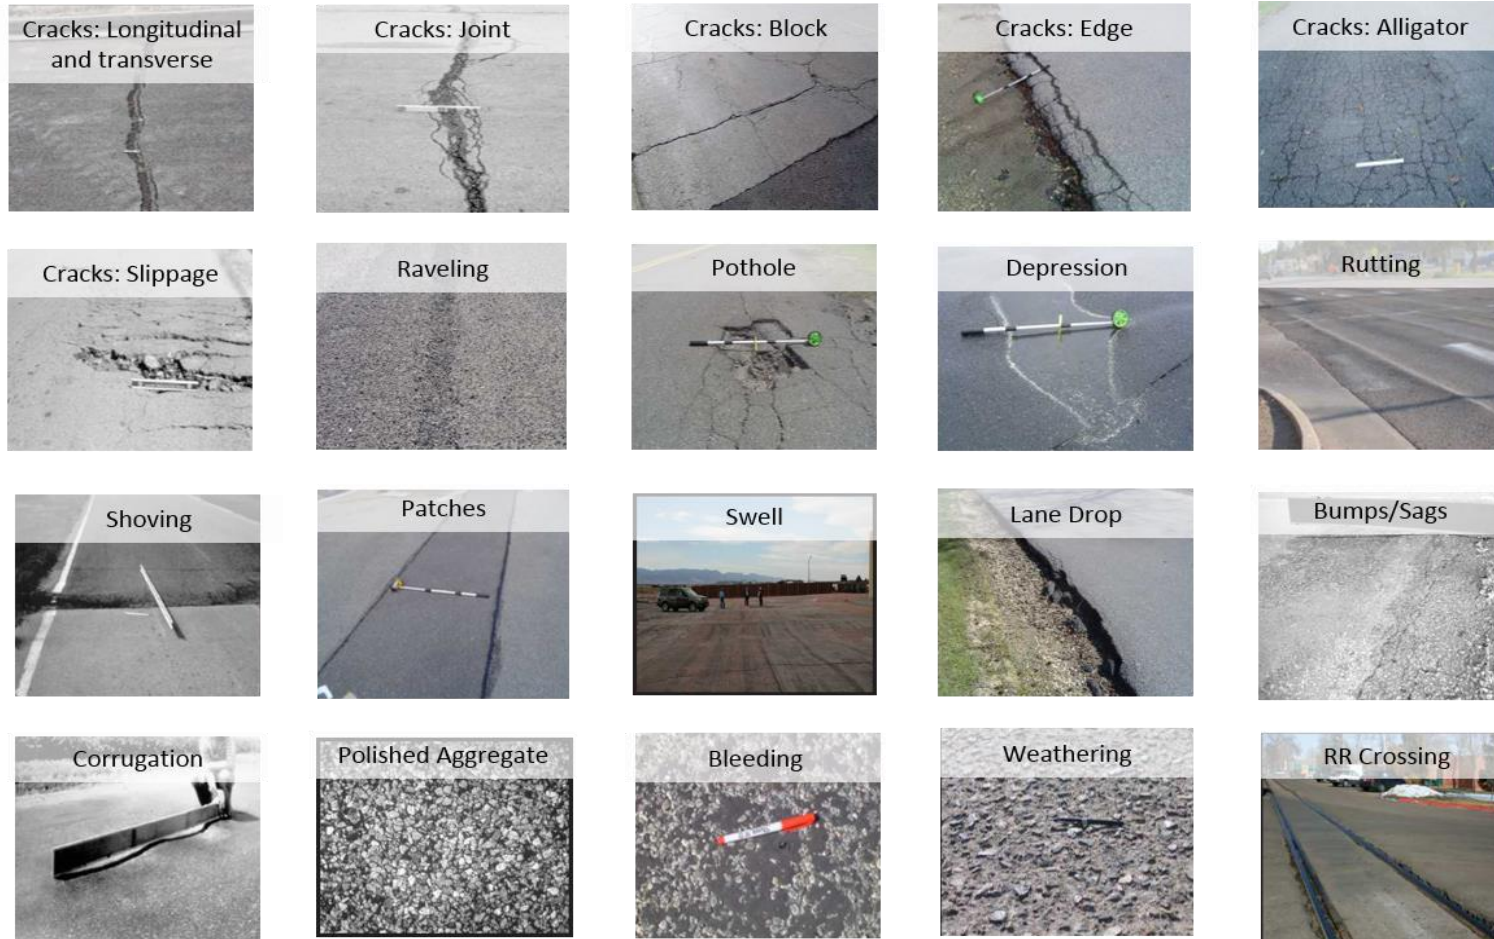 Cracks: Longitudinal
and transverse
Cracks: Joint
Cracks: Block
Cracks: Edge
Cracks: Alligator
Cracks: Slippage
Raveling
Pothole
Depression
Rutting
Shoving
Patches
Swell
Lane Drop
Bumps/Sags
Corrugation
Polished Aggregate
Bleeding
Weathering
RR Crossing